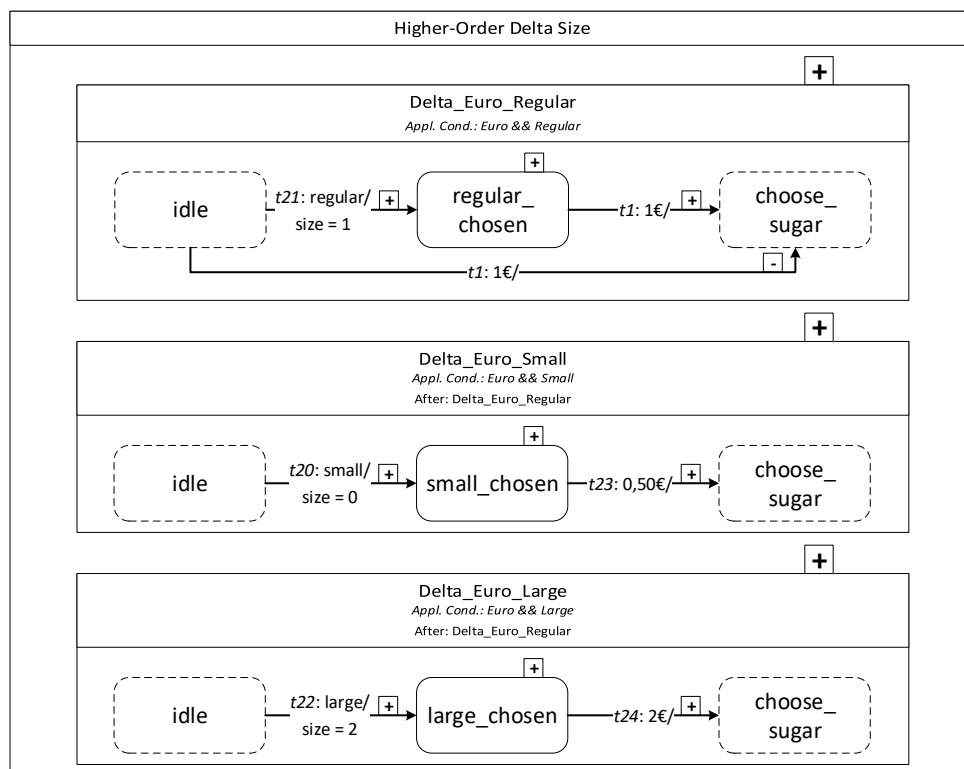 Higher-Order Delta Size
+
Delta_Euro_Regular
Appl. Cond.: Euro && Regular
+
idle
t21: regular/
size = 1
+
regular_
chosen
t1: 1€/
+
choose_
sugar
t1: 1€/
-
+
Delta_Euro_Small
Appl. Cond.: Euro && Small
After: Delta_Euro_Regular
+
idle
t20: small/
size = 0
+
small_chosen
t23: 0,50€/
+
choose_
sugar
+
Delta_Euro_Large
Appl. Cond.: Euro && Large
After: Delta_Euro_Regular
+
idle
t22: large/
size = 2
+
large_chosen
t24: 2€/
+
choose_
sugar